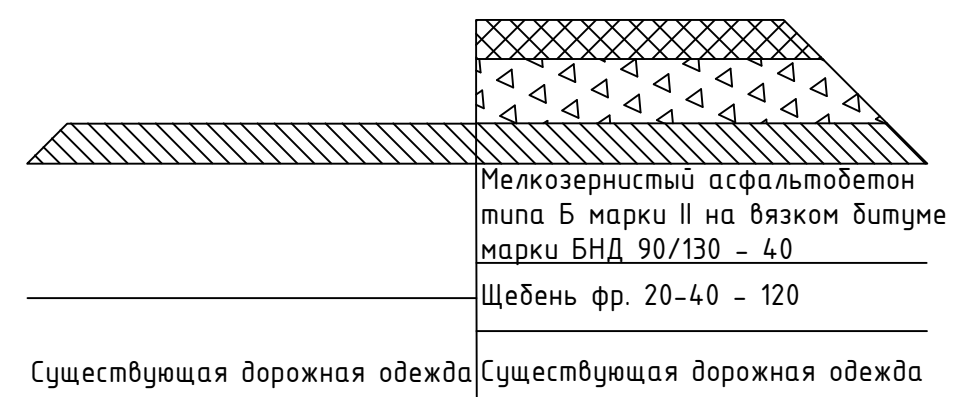 Мелкозернистый асфальтобетон
типа Б марки II на вязком битуме
марки БНД 90/130 - 40
Щебень фр. 20-40 - 120
Существующая дорожная одежда
Существующая дорожная одежда